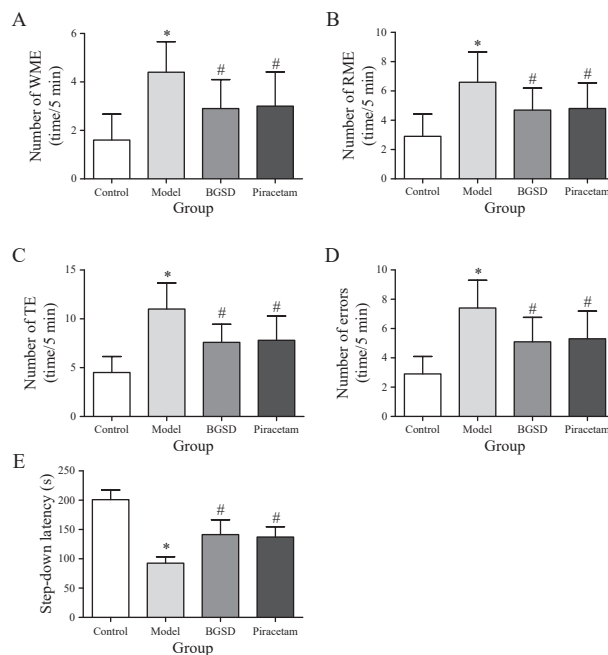 A
Number of WME
(time/5 min)
6
4
2
0
*
#
#
Control Model BGSD Piracetam
Group
B
Number of RME
(time/5 min)
10
8
6
4
2
0
*
#
#
Control Model BGSD Piracetam
Group
C
Number of TE
(time/5 min)
15
10
5
0
*
#
#
Control Model BGSD Piracetam
Group
D
Number of errors
(time/5 min)
10
8
6
4
2
0
*
#
#
Control Model BGSD Piracetam
Group
E
Step-down latency (s)
250
200
150
100
50
0
*
#
#
Control Model BGSD Piracetam
Group